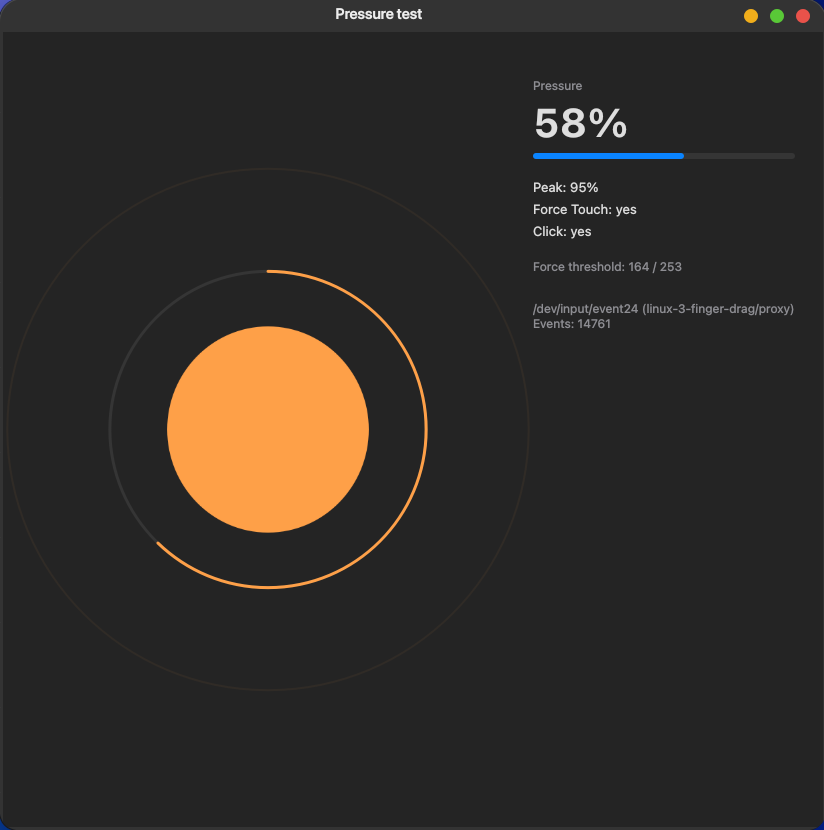 Pressure test
Pressure
58%
Peak: 95%
Force Touch: yes
Click: yes
Force threshold: 164 / 253
/dev/input/event24 (linux-3-finger-drag/proxy)
Events: 14761